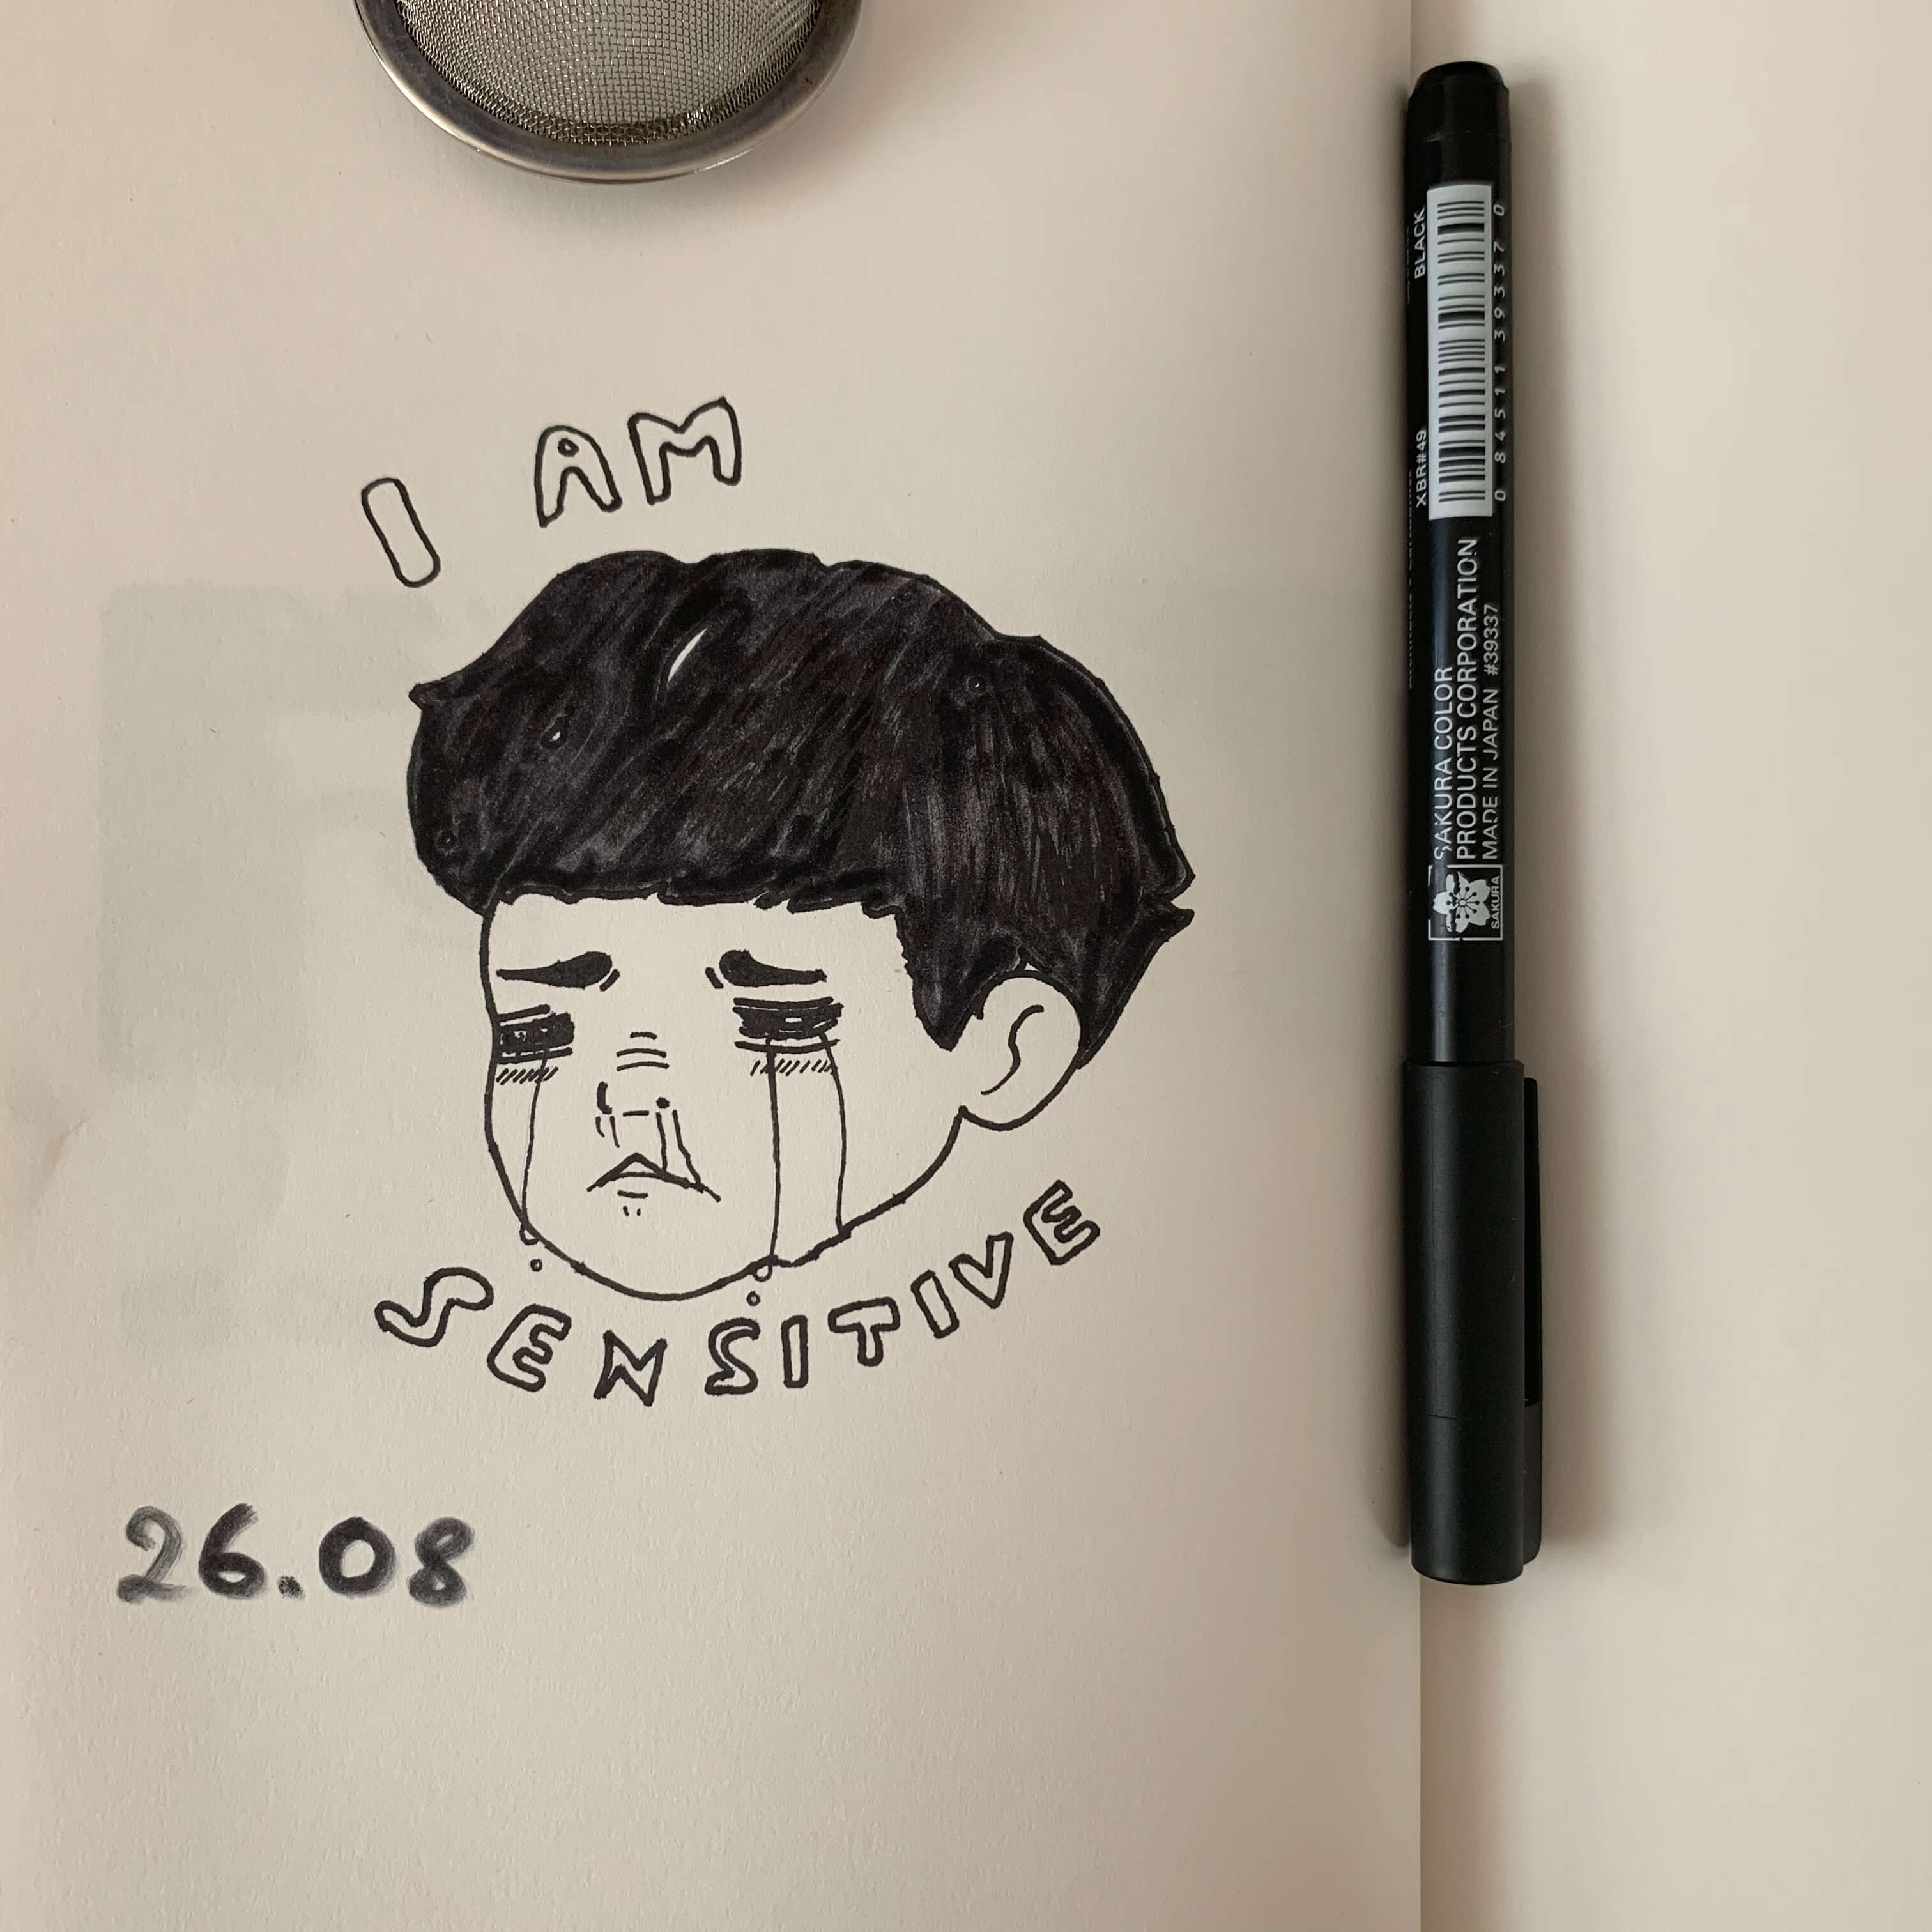 I AM
SENSITIVE
26.08
BLACK
XBR#49
0 84511 39337 0
SAKURA COLOR
PRODUCTS CORPORATION
MADE IN JAPAN #39337
SAKURA